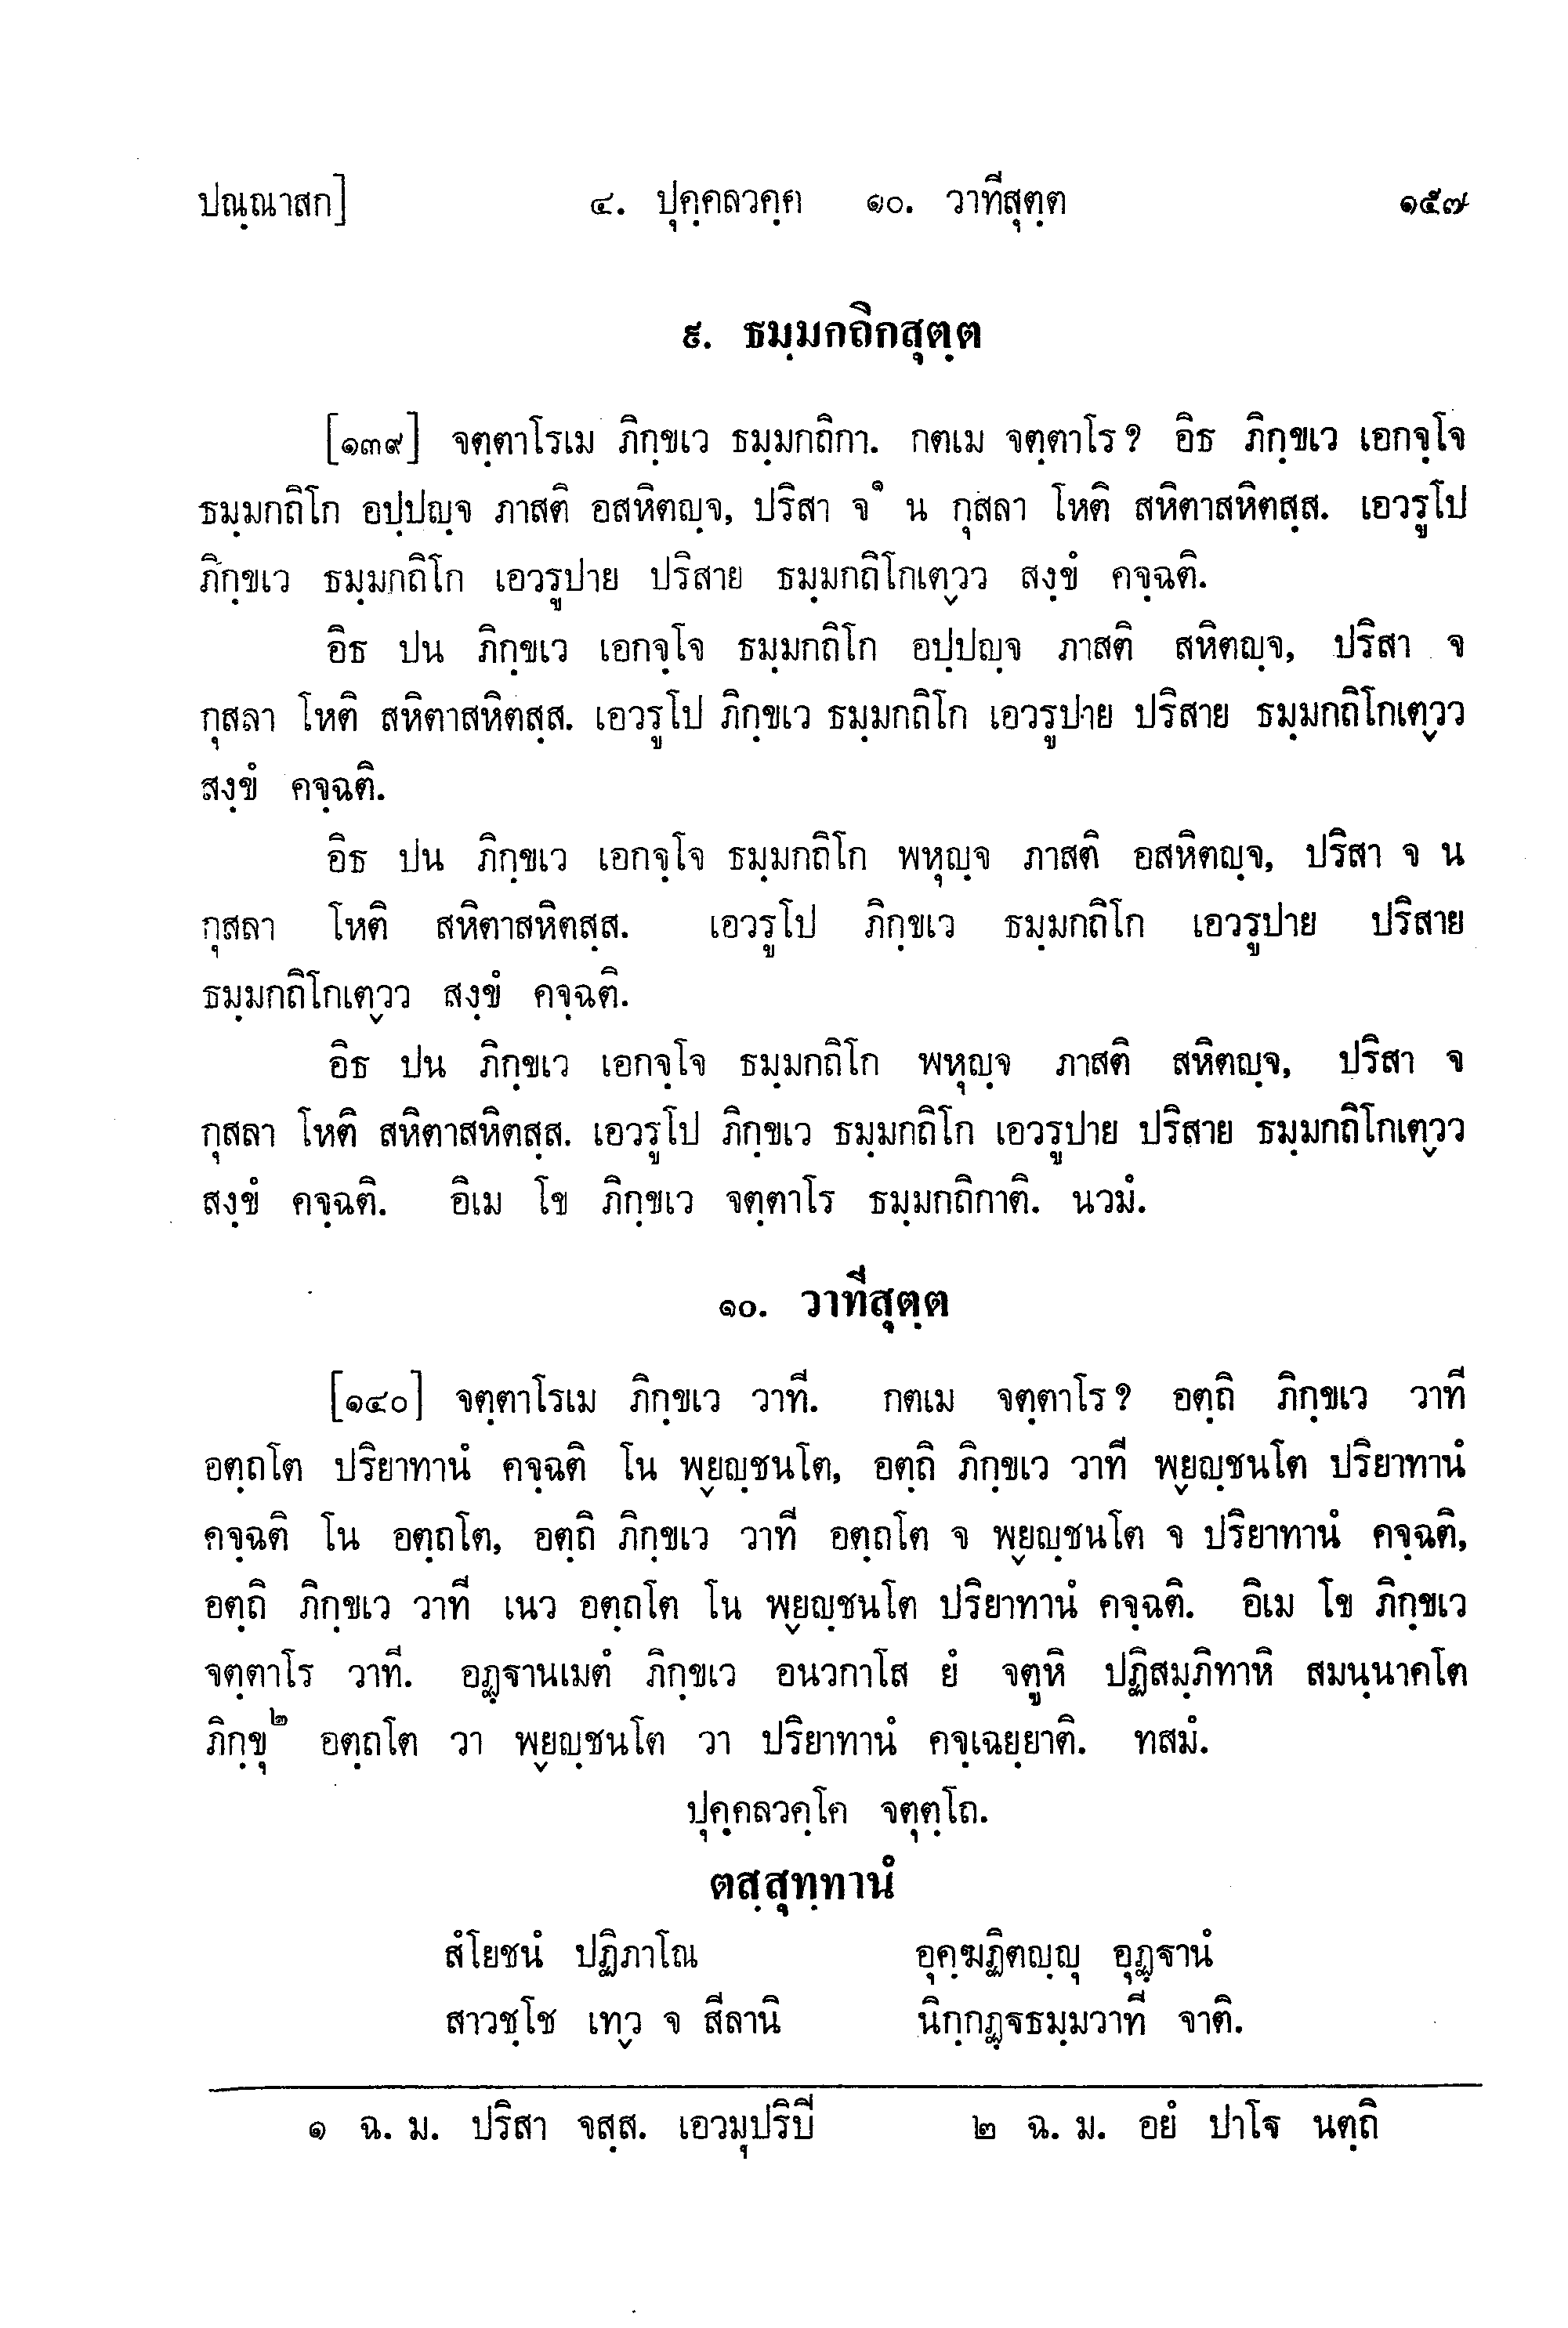 ปณฺณาสก] ๔. ปุคฺคลวคฺค ๑๐. วาทีสุตฺต ๑๕๗
๙. ธมฺมกถิกสุตฺต
[๑๓๙] จตฺตาโรเม ภิกฺขเว ธมฺมกถิกา. กตเม จตฺตาโร? อิธ ภิกฺขเว เอกจฺโจ
ธมฺมกถิโก อปฺปญฺจ ภาสติ อสหิตญฺจ, ปริสา จ๑ น กุสลา โหติ สหิตาสหิตสฺส. เอวรูโป
ภิกฺขเว ธมฺมกถิโก เอวรูปาย ปริสาย ธมฺมกถิโกเตฺวว สงฺขํ คจฺฉติ.
อิธ ปน ภิกฺขเว เอกจฺโจ ธมฺมกถิโก อปฺปญฺจ ภาสติ สหิตญฺจ, ปริสา จ
กุสลา โหติ สหิตาสหิตสฺส. เอวรูโป ภิกฺขเว ธมฺมกถิโก เอวรูปาย ปริสาย ธมฺมกถิโกเตฺวว
สงฺขํ คจฺฉติ.
อิธ ปน ภิกฺขเว เอกจฺโจ ธมฺมกถิโก พหุญฺจ ภาสติ อสหิตญฺจ, ปริสา จ น
กุสลา โหติ สหิตาสหิตสฺส. เอวรูโป ภิกฺขเว ธมฺมกถิโก เอวรูปาย ปริสาย
ธมฺมกถิโกเตฺวว สงฺขํ คจฺฉติ.
อิธ ปน ภิกฺขเว เอกจฺโจ ธมฺมกถิโก พหุญฺจ ภาสติ สหิตญฺจ, ปริสา จ
กุสลา โหติ สหิตาสหิตสฺส. เอวรูโป ภิกฺขเว ธมฺมกถิโก เอวรูปาย ปริสาย ธมฺมกถิโกเตฺวว
สงฺขํ คจฺฉติ. อิเม โข ภิกฺขเว จตฺตาโร ธมฺมกถิกาติ. นวมํ.
๑๐. วาทีสุตฺต
[๑๔๐] จตฺตาโรเม ภิกฺขเว วาที. กตเม จตฺตาโร? อตฺถิ ภิกฺขเว วาที
อตฺถโต ปริยาทานํ คจฺฉติ โน พฺยญฺชนโต, อตฺถิ ภิกฺขเว วาที พฺยญฺชนโต ปริยาทานํ
คจฺฉติ โน อตฺถโต, อตฺถิ ภิกฺขเว วาที อตฺถโต จ พฺยญฺชนโต จ ปริยาทานํ คจฺฉติ,
อตฺถิ ภิกฺขเว วาที เนว อตฺถโต โน พฺยญฺชนโต ปริยาทานํ คจฺฉติ. อิเม โข ภิกฺขเว
จตฺตาโร วาที. อฏฺฐานเมตํ ภิกฺขเว อนวกาโส ยํ จตูหิ ปฏิสมฺภิทาหิ สมนฺนาคโต
ภิกฺขุ๒ อตฺถโต วา พฺยญฺชนโต วา ปริยาทานํ คจฺเฉยฺยาติ. ทสมํ.
ปุคฺคลวคฺโค จตุตฺโถ.
ตสฺสุทฺทานํ
สํโยชนํ ปฏิภาโณ อุคฺฆฏิตญฺญุ อุฏฺฐานํ
สาวชฺโช เทฺว จ สีลานิ นิกฺกฏฺฐธมฺมวาที จาติ.
๑ ฉ. ม. ปริสา จสฺส. เอวมุปริปี ๒ ฉ. ม. อยํ ปาโฐ นตฺถิ